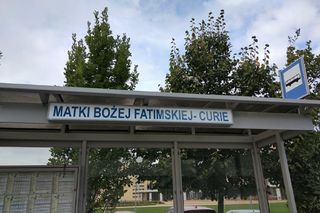 MATKI BOŻEJ FATIMSKIEJ- CURIE